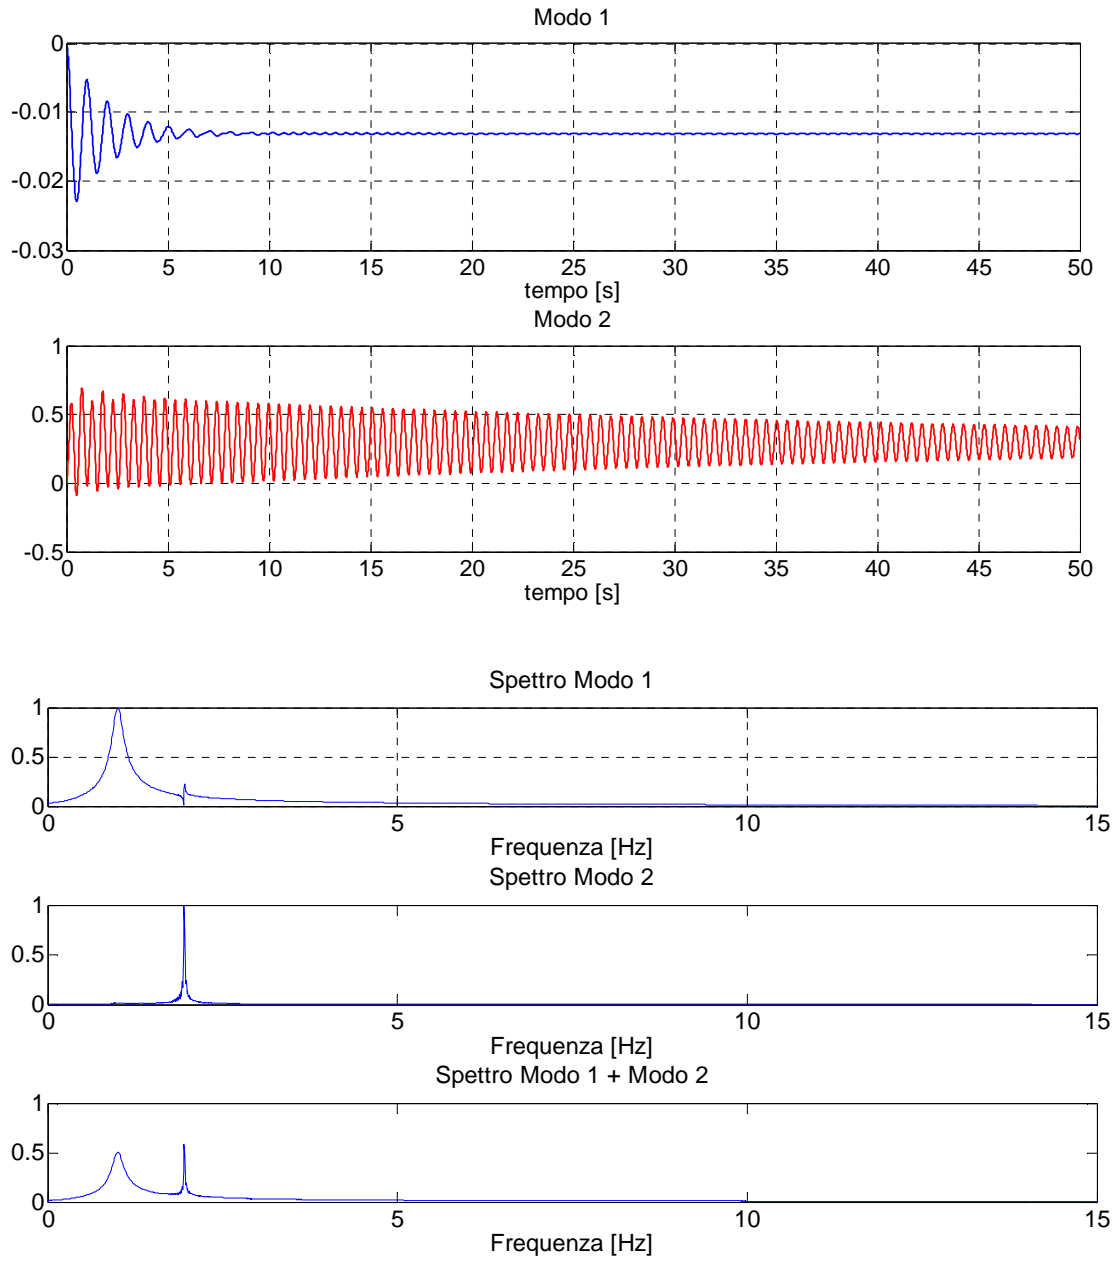 Modo 1
0
-0.01
-0.02
-0.03
0 5 10 15 20 25 30 35 40 45 50
tempo [s]
Modo 2
1
0.5
0
-0.5
0 5 10 15 20 25 30 35 40 45 50
tempo [s]
Spettro Modo 1
1
0.5
0
0 5 10 15
Frequenza [Hz]
Spettro Modo 2
1
0.5
0
0 5 10 15
Frequenza [Hz]
Spettro Modo 1 + Modo 2
1
0.5
0
0 5 10 15
Frequenza [Hz]